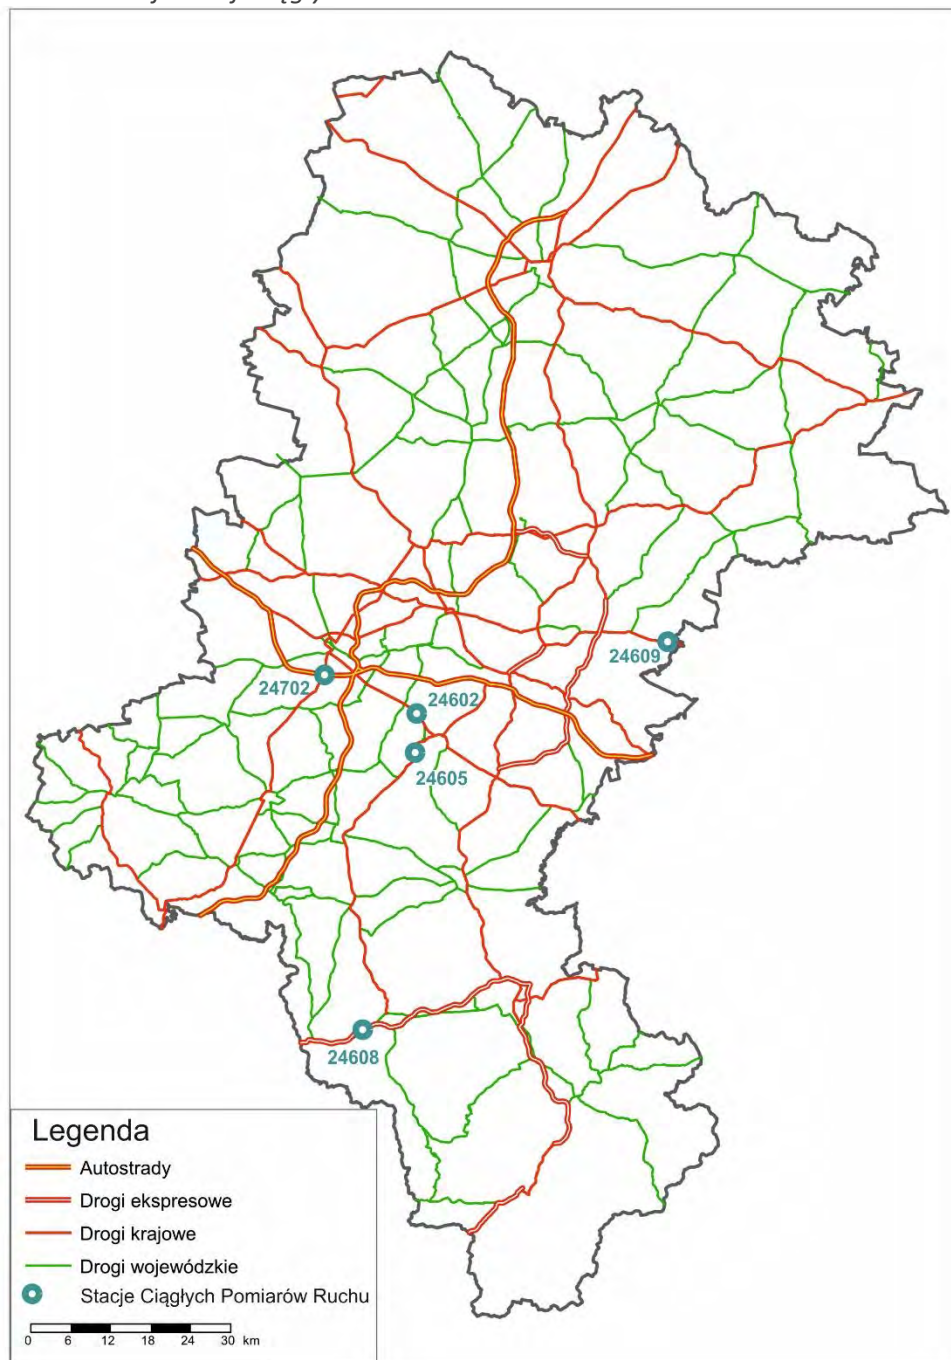 24609
24702
24602
24605
24608
Legenda
Autostrady
Drogi ekspresowe
Drogi krajowe
Drogi wojewódzkie
Stacje Ciągłych Pomiarów Ruchu
0 6 12 18 24 30 km